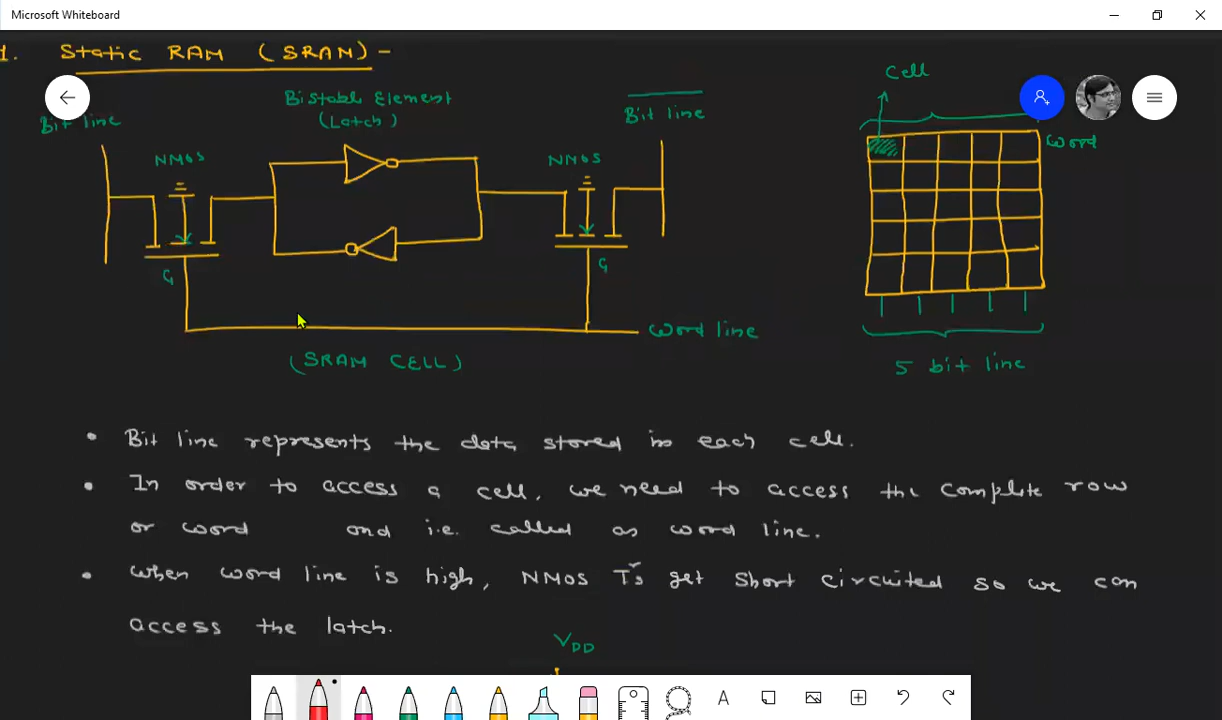 Microsoft Whiteboard
1. Static RAM (SRAM) -
Cell
Bistable Element
(Latch)
Bit line
Bit line
Word
NMOS
NMOS
G
G
Word line
(SRAM CELL)
5 bit line
• Bit line represents the data stored in each cell.
• In order to access a cell, we need to access the complete row
or word and i.e. called as word line.
• When word line is high, NMOS Tr's get short circuited so we can
access the latch.
VDD
A